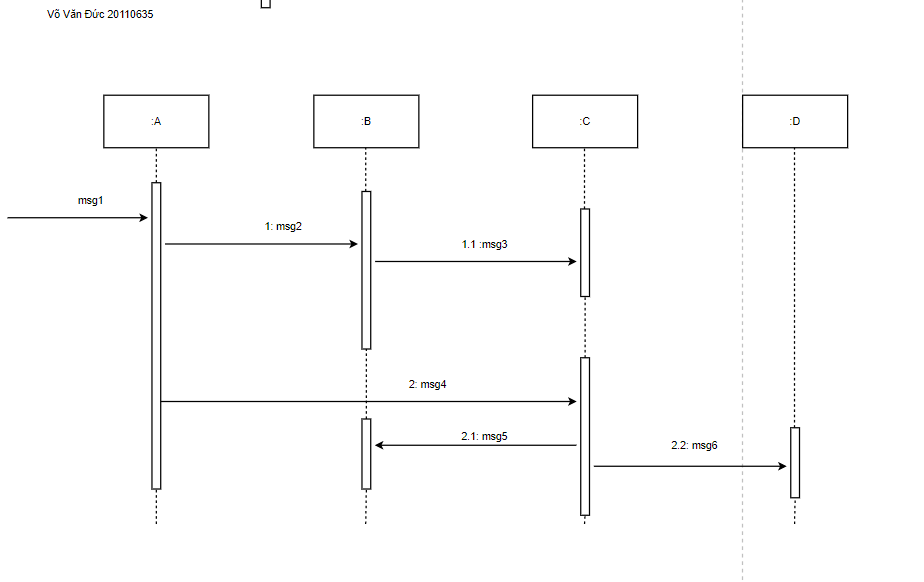 Võ Văn Đức 20110635
:A
:B
:C
:D
msg1
1: msg2
1.1 :msg3
2: msg4
2.1: msg5
2.2: msg6